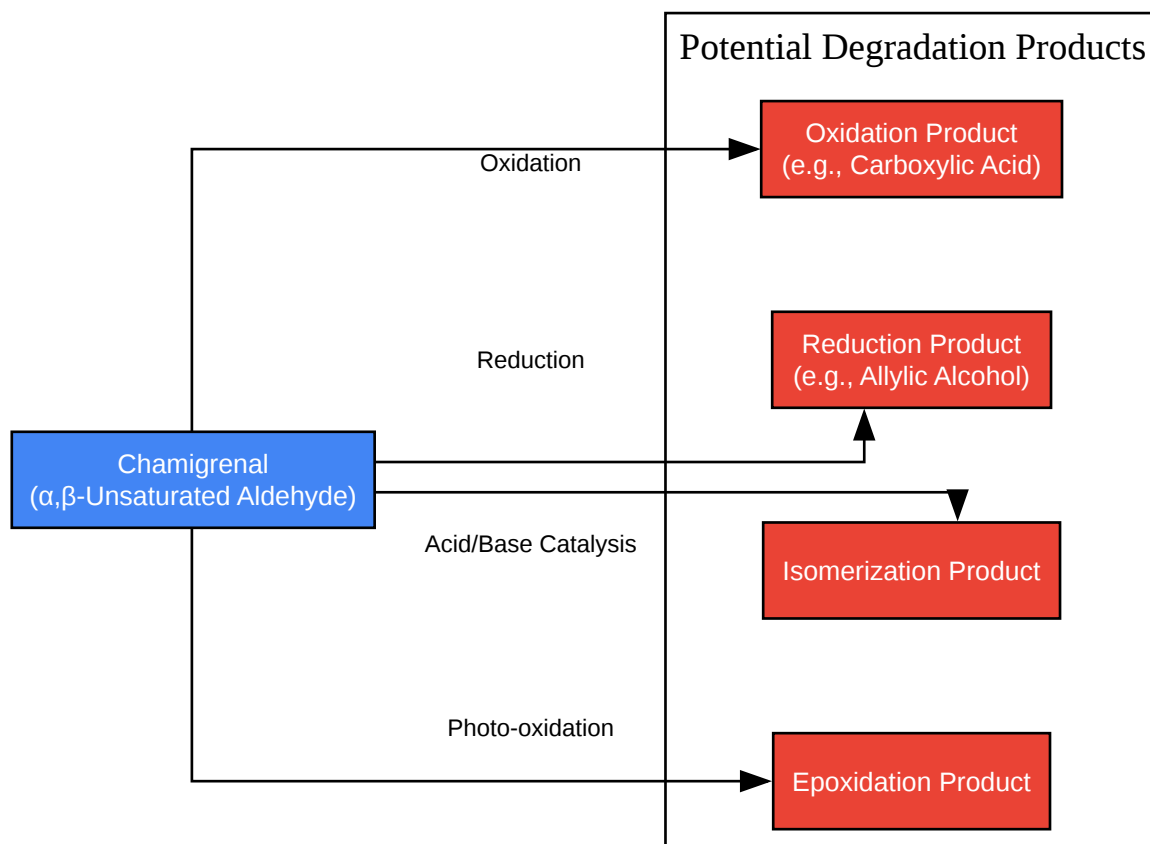 Potential Degradation Products
Oxidation Product
(e.g., Carboxylic Acid)
Oxidation
Reduction Product
(e.g., Allylic Alcohol)
Reduction
Chamigrenal
(α,β-Unsaturated Aldehyde)
Acid/Base Catalysis
Isomerization Product
Photo-oxidation
Epoxidation Product